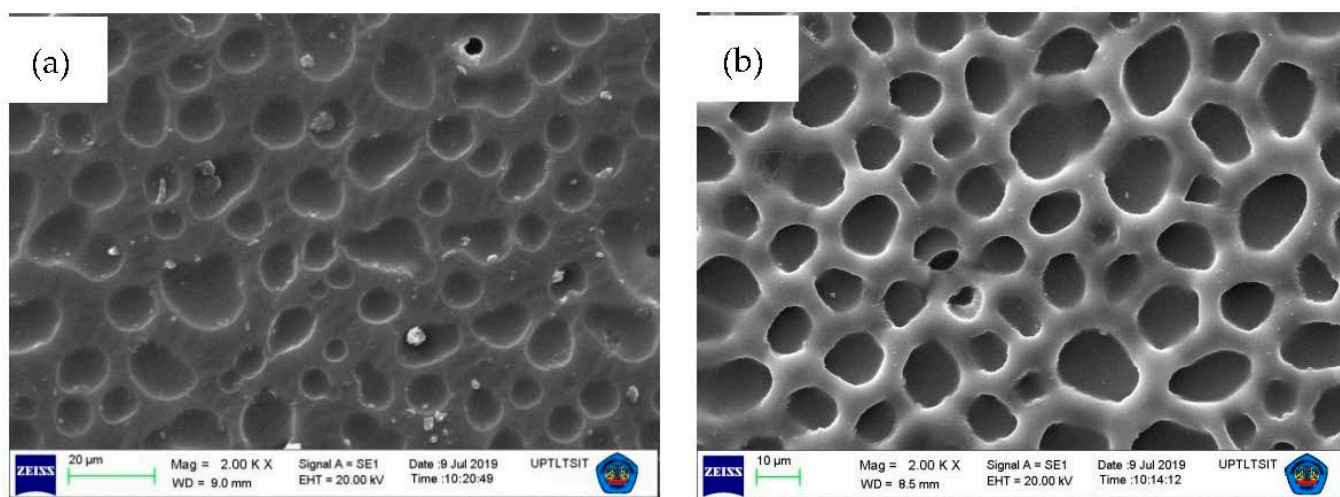 (a)
(b)
ZEISS
20 µm
Mag = 2.00 K X
WD = 9.0 mm
Signal A = SE1
EHT = 20.00 kV
Date :9 Jul 2019
Time :10:20:49
UPTLTSIT
ZEISS
10 µm
Mag = 2.00 K X
WD = 8.5 mm
Signal A = SE1
EHT = 20.00 kV
Date :9 Jul 2019
Time :10:14:12
UPTLTSIT